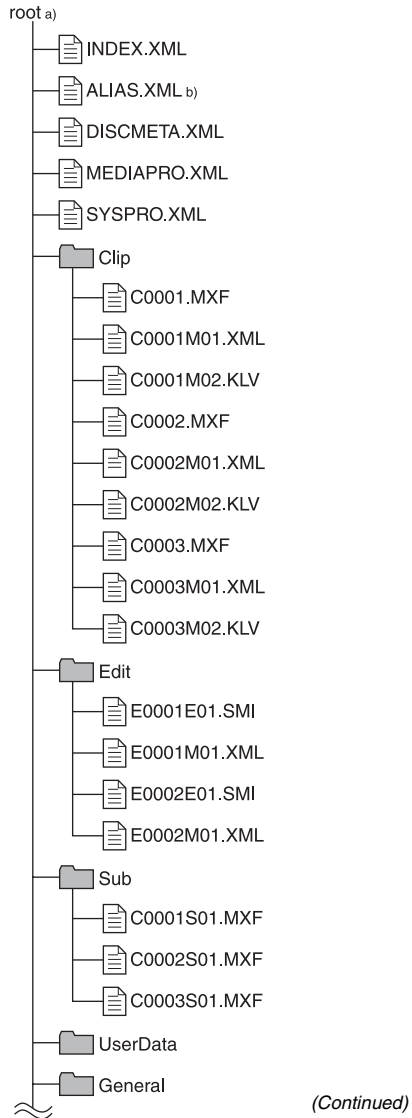 root a)
INDEX.XML
ALIAS.XML b)
DISCMETA.XML
MEDIAPRO.XML
SYSPRO.XML
Clip
C0001.MXF
C0001M01.XML
C0001M02.KLV
C0002.MXF
C0002M01.XML
C0002M02.KLV
C0003.MXF
C0003M01.XML
C0003M02.KLV
Edit
E0001E01.SMI
E0001M01.XML
E0002E01.SMI
E0002M01.XML
Sub
C0001S01.MXF
C0002S01.MXF
C0003S01.MXF
UserData
General
(Continued)